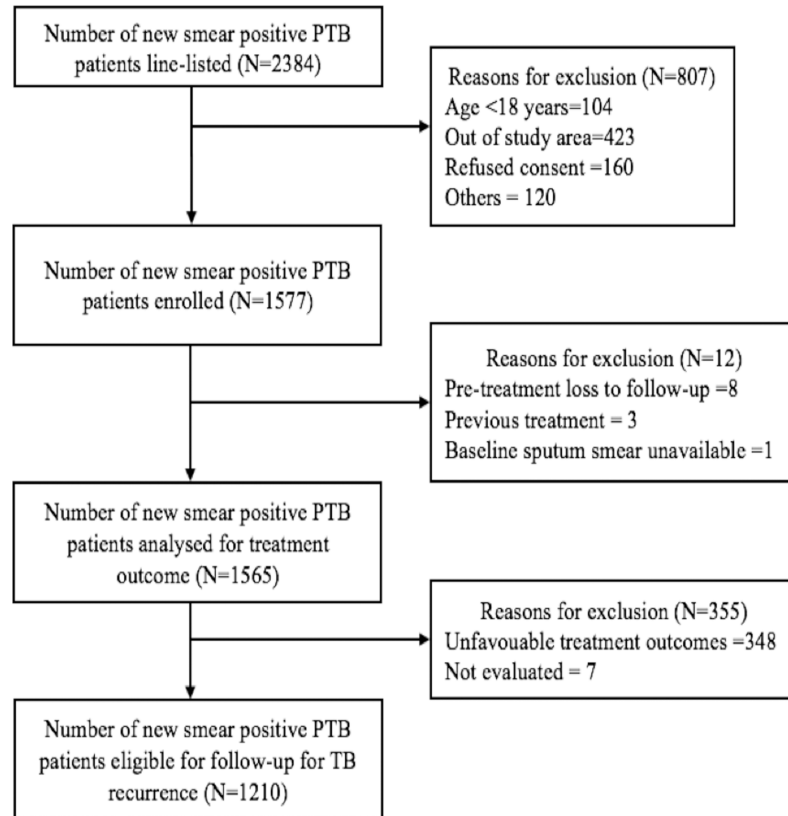 Number of new smear positive PTB
patients line-listed (N=2384)
Reasons for exclusion (N=807)
Age <18 years=104
Out of study area=423
Refused consent =160
Others = 120
Number of new smear positive PTB
patients enrolled (N=1577)
Reasons for exclusion (N=12)
Pre-treatment loss to follow-up =8
Previous treatment = 3
Baseline sputum smear unavailable =1
Number of new smear positive PTB
patients analysed for treatment
outcome (N=1565)
Reasons for exclusion (N=355)
Unfavouable treatment outcomes =348
Not evaluated = 7
Number of new smear positive PTB
patients eligible for follow-up for TB
recurrence (N=1210)